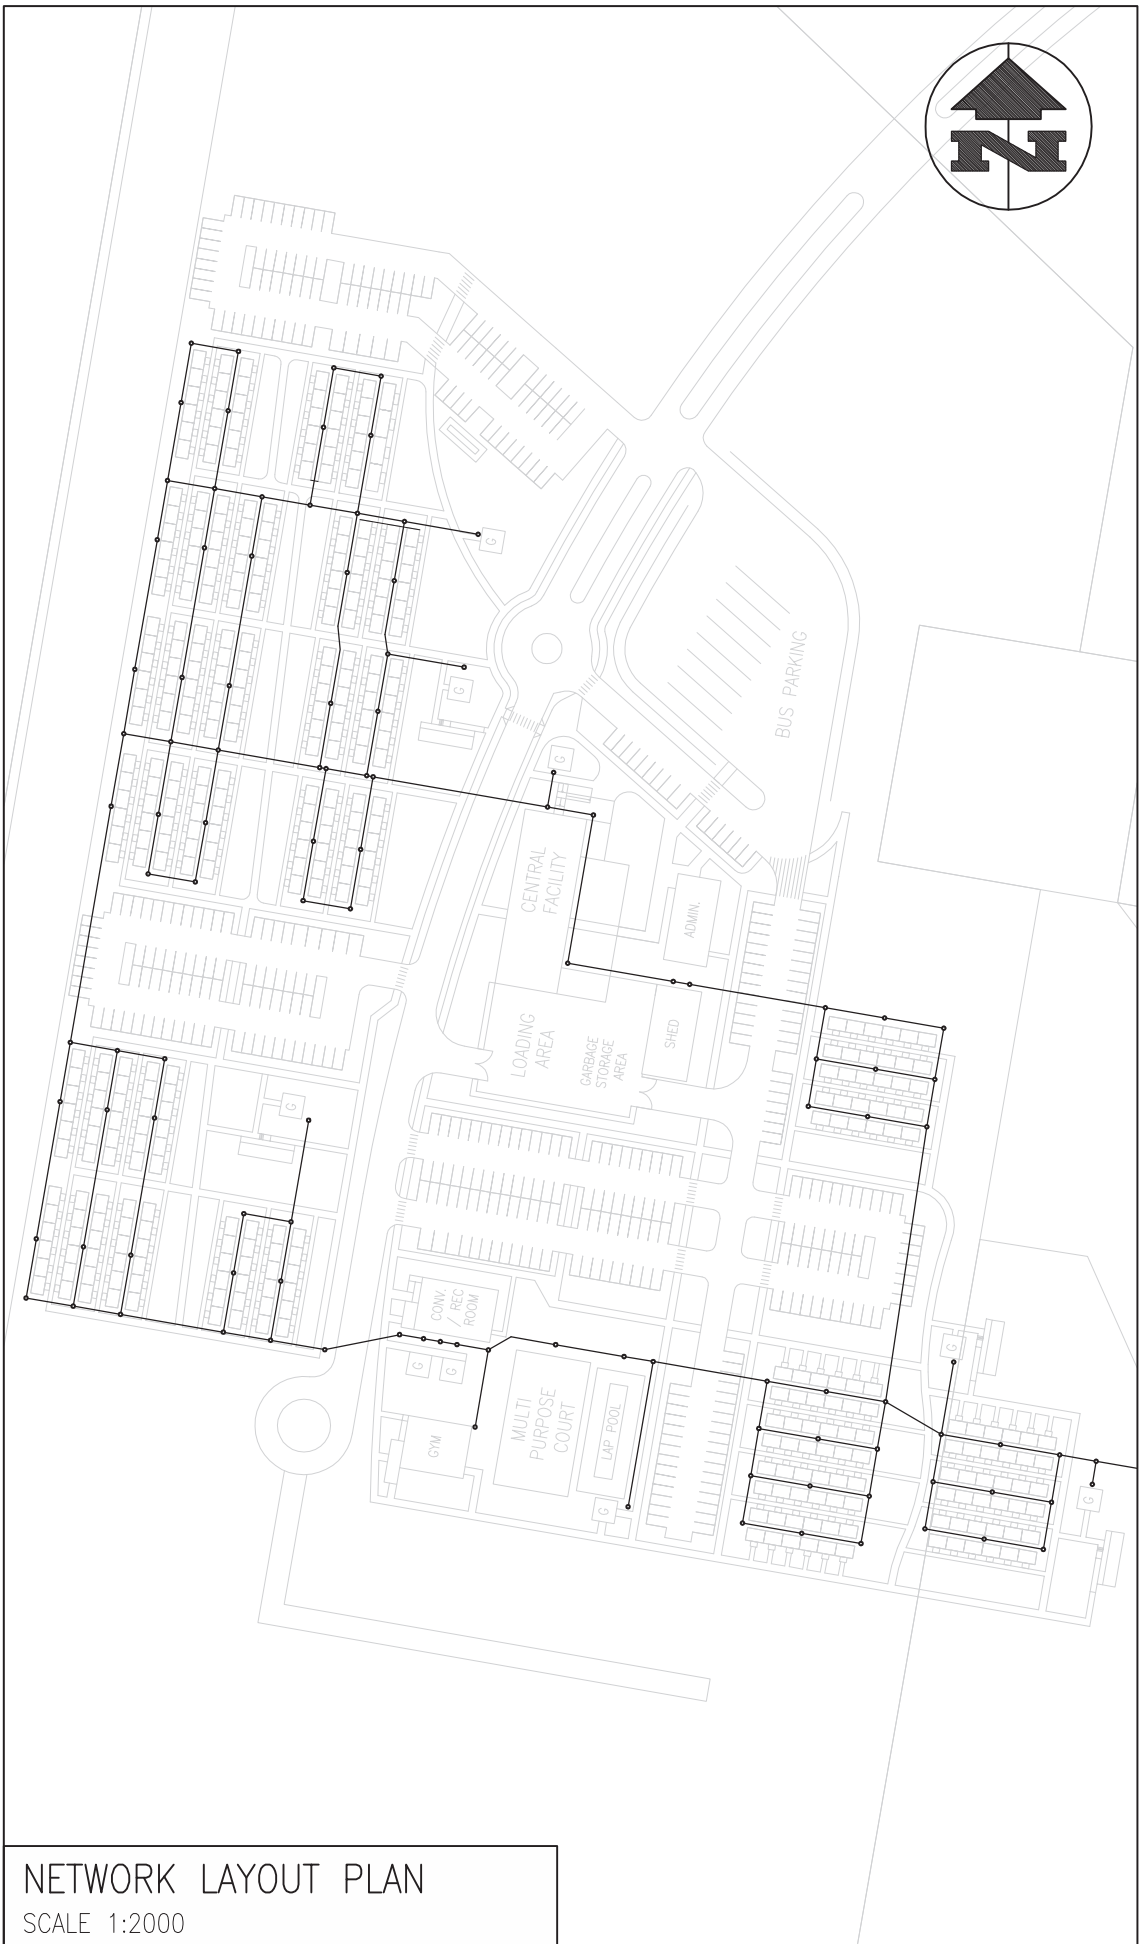 N
G
G
BUS PARKING
G
CENTRAL
FACILITY
ADMIN.
LOADING
AREA
GARBAGE
STORAGE
AREA
SHED
G
CONV.
/ REC
ROOM
G
G
G
MULTI
PURPOSE
COURT
LAP POOL
GYM
G
G
NETWORK LAYOUT PLAN
SCALE 1:2000